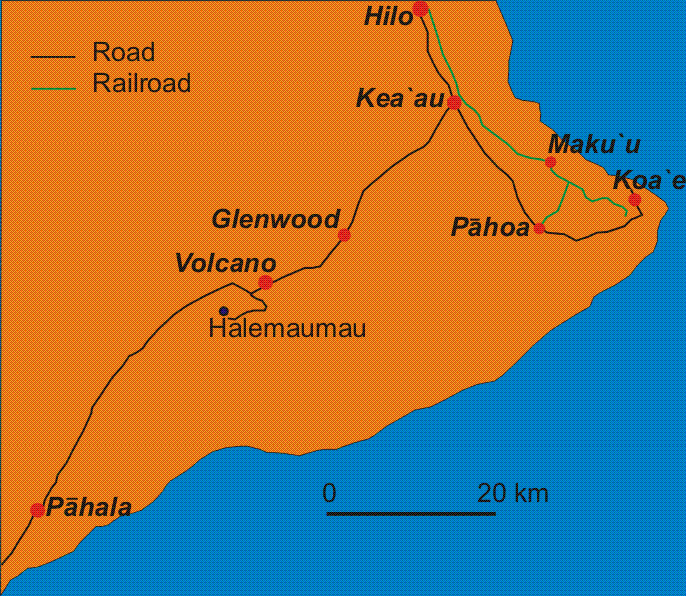 Hilo
Road
Railroad
Kea`au
Maku`u
Koa`e
Glenwood
Pāhoa
Volcano
Halemaumau
0 20 km
Pāhala